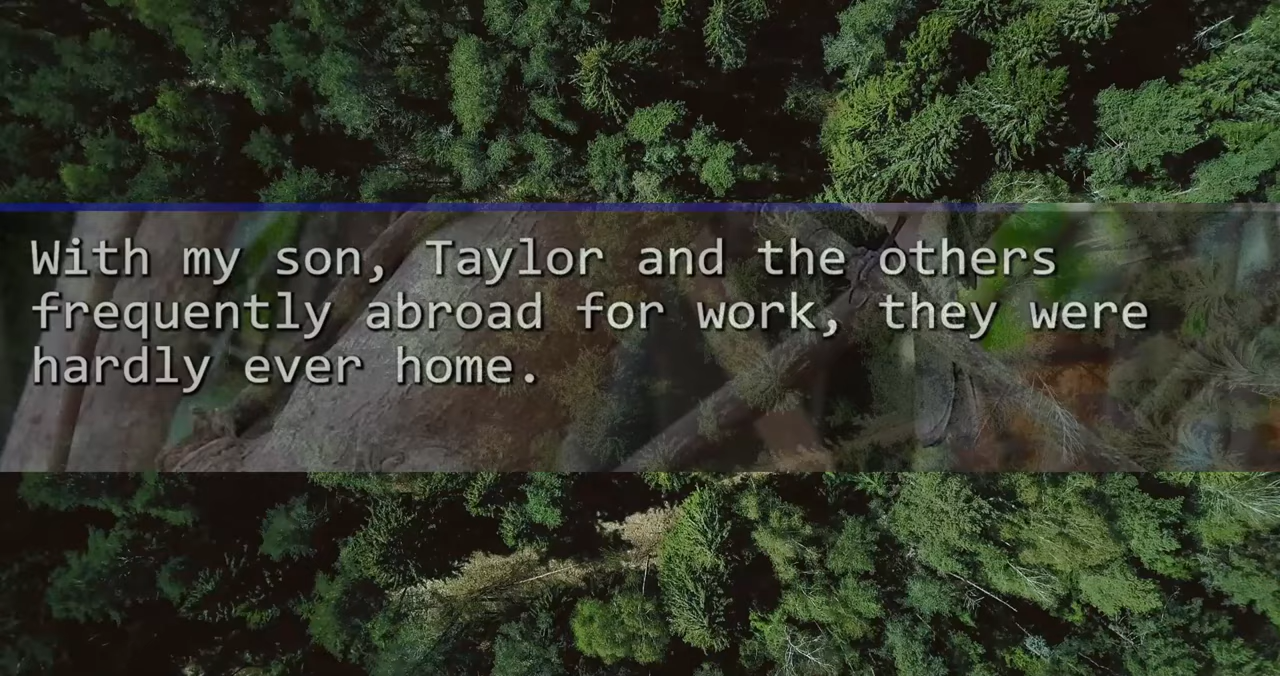 With my son, Taylor and the others
frequently abroad for work, they were
hardly ever home.